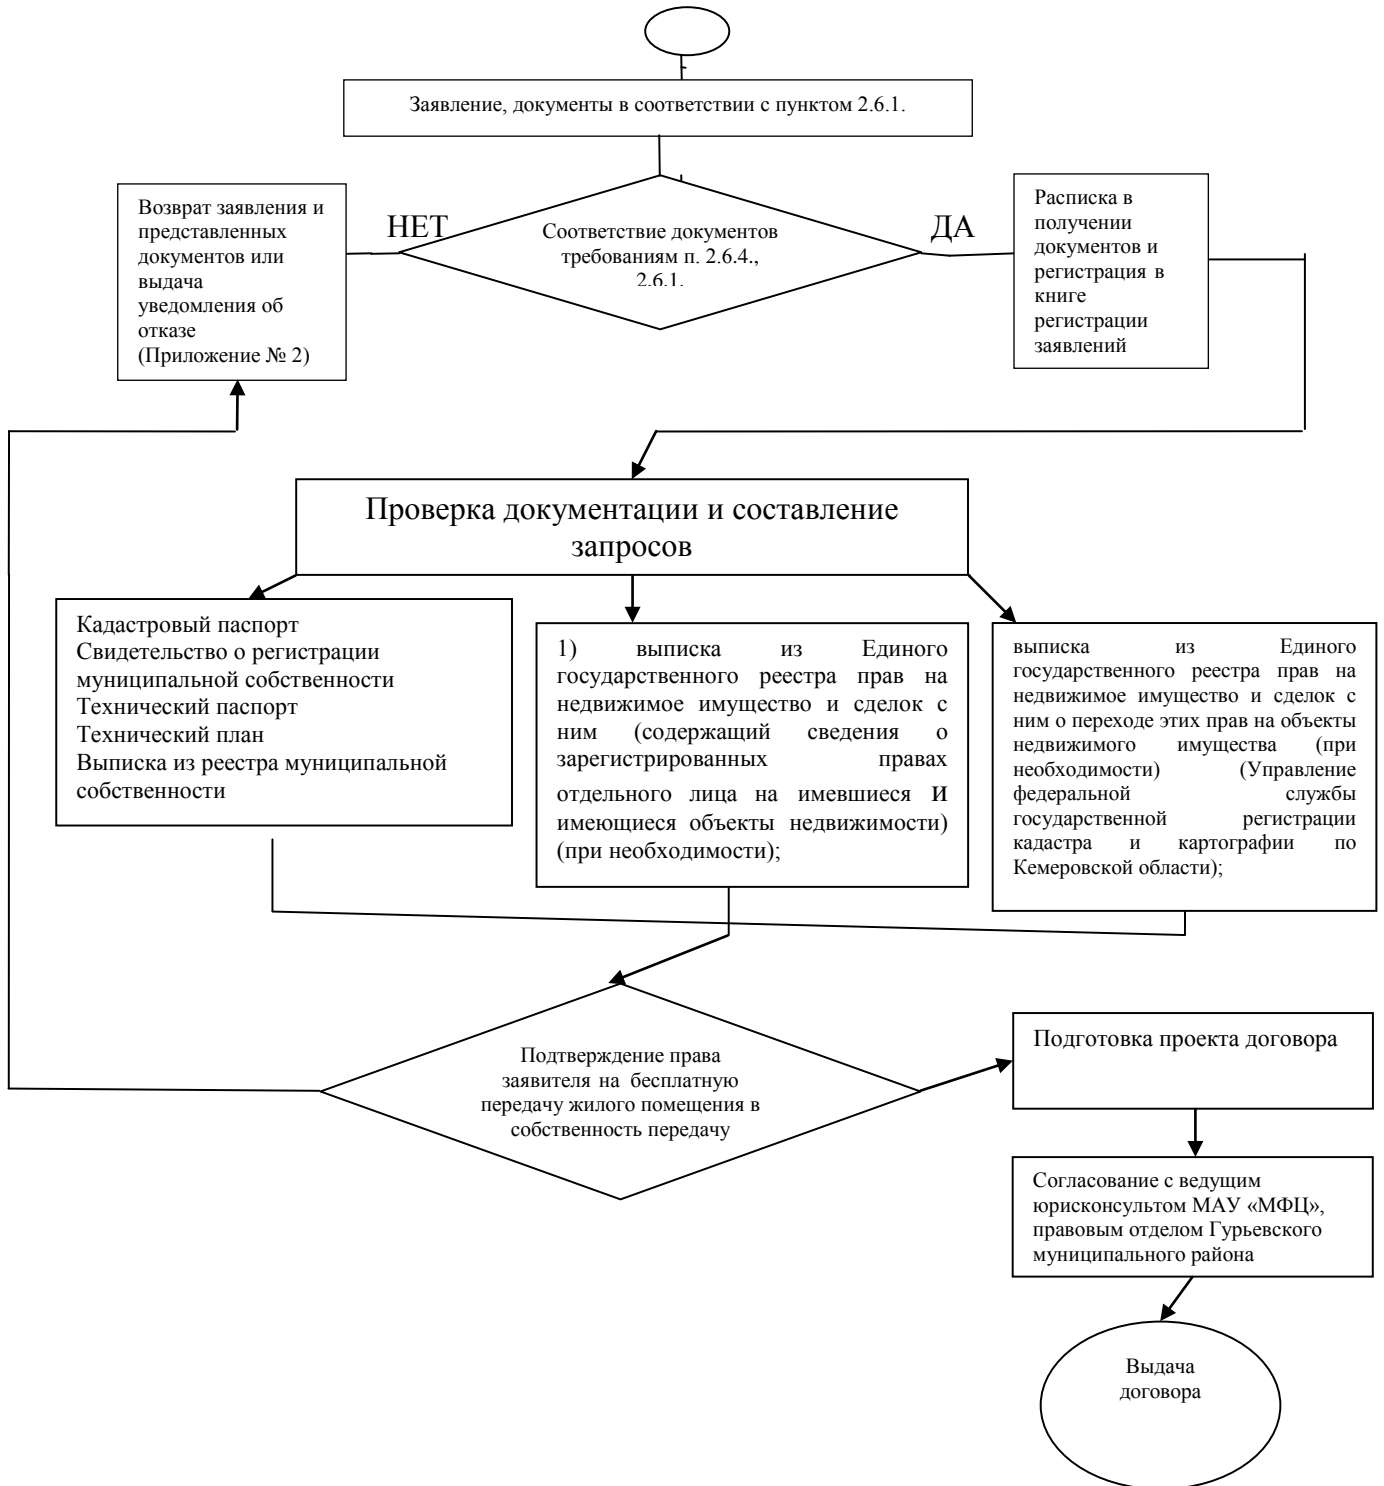 Заявление, документы в соответствии с пунктом 2.6.1.
Возврат заявления и
представленных
документов или
выдача
уведомления об
отказе
(Приложение № 2)
НЕТ
Соответствие документов
требованиям п. 2.6.4.,
2.6.1.
ДА
Расписка в
получении
документов и
регистрация в
книге
регистрации
заявлений
Проверка документации и составление
запросов
Кадастровый паспорт
Свидетельство о регистрации
муниципальной собственности
Технический паспорт
Технический план
Выписка из реестра муниципальной
собственности
1) выписка из Единого
государственного реестра прав на
недвижимое имущество и сделок с
ним (содержащий сведения о
зарегистрированных правах
отдельного лица на имевшиеся и
имеющиеся объекты недвижимости)
(при необходимости);
выписка из Единого
государственного реестра прав на
недвижимое имущество и сделок с
ним о переходе этих прав на объекты
недвижимого имущества (при
необходимости) (Управление
федеральной службы
государственной регистрации
кадастра и картографии по
Кемеровской области);
Подтверждение права
заявителя на бесплатную
передачу жилого помещения в
собственность передачу
Подготовка проекта договора
Согласование с ведущим
юрисконсультом МАУ «МФЦ»,
правовым отделом Гурьевского
муниципального района
Выдача
договора